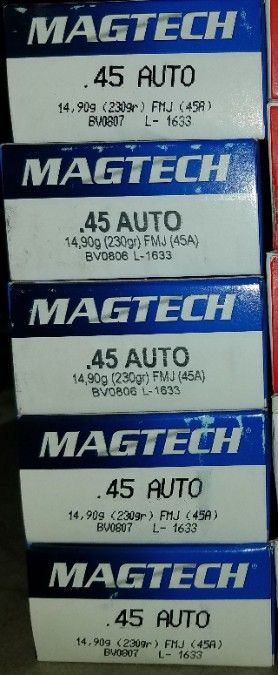 MAGTECH
.45 AUTO
14,90g (230gr) FMJ (45A)
BV0807 L- 1633
MAGTECH
.45 AUTO
14,90g (230gr) FMJ (45A)
BV0806 L-1633
MAGTECH
.45 AUTO
14,90g (230gr) FMJ (45A)
BV0806 L-1633
MAGTECH®
.45 AUTO
14,90g (230gr) FMJ (45A)
BV0807 L- 1633
MAGTECH®
.45 AUTO
14,90g (230gr) FMJ (45A)
BV0807 L- 1633